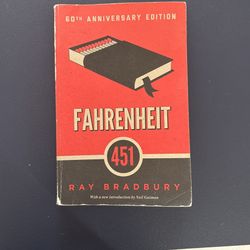 60TH ANNIVERSARY EDITION
FAHRENHEIT
451
RAY BRADBURY
With a new introduction by Neil Gaiman